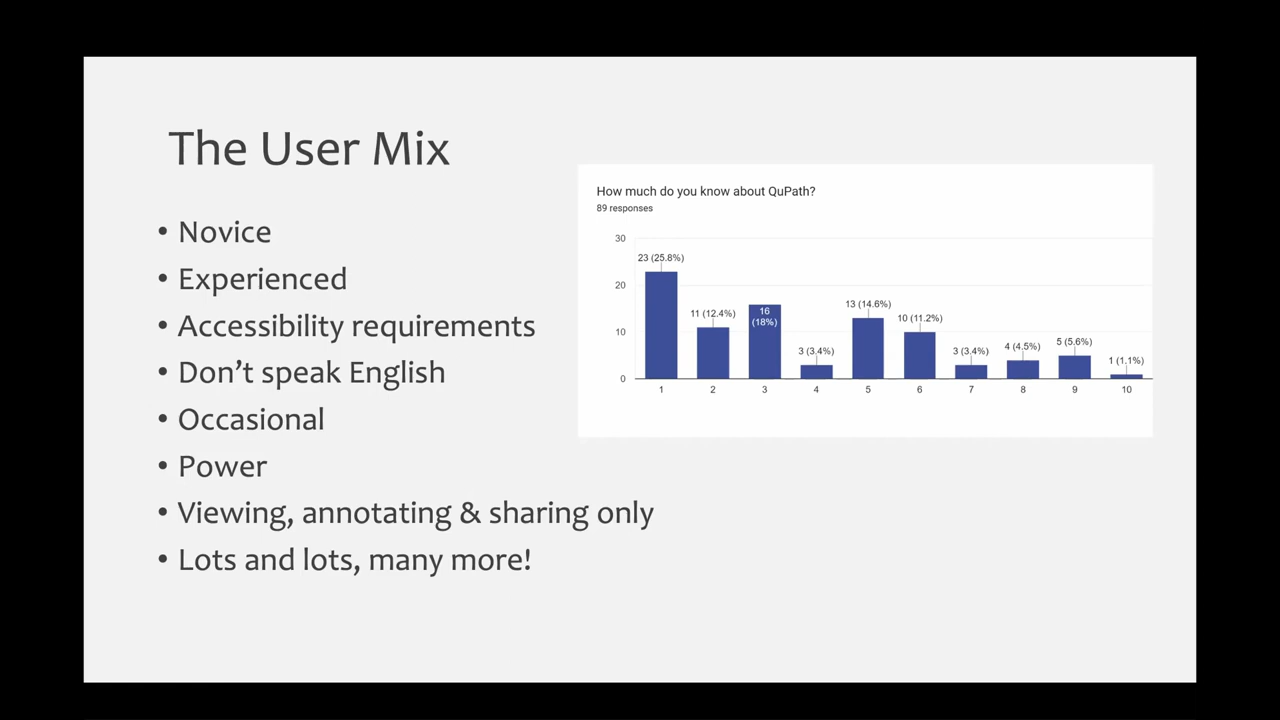 The User Mix
• Novice
• Experienced
• Accessibility requirements
• Don’t speak English
• Occasional
• Power
• Viewing, annotating & sharing only
• Lots and lots, many more!
How much do you know about QuPath?
89 responses
30
20
10
0
23 (25.8%)
11 (12.4%)
16
(18%)
3 (3.4%)
13 (14.6%)
10 (11.2%)
3 (3.4%)
4 (4.5%)
5 (5.6%)
1 (1.1%)
1 2 3 4 5 6 7 8 9 10